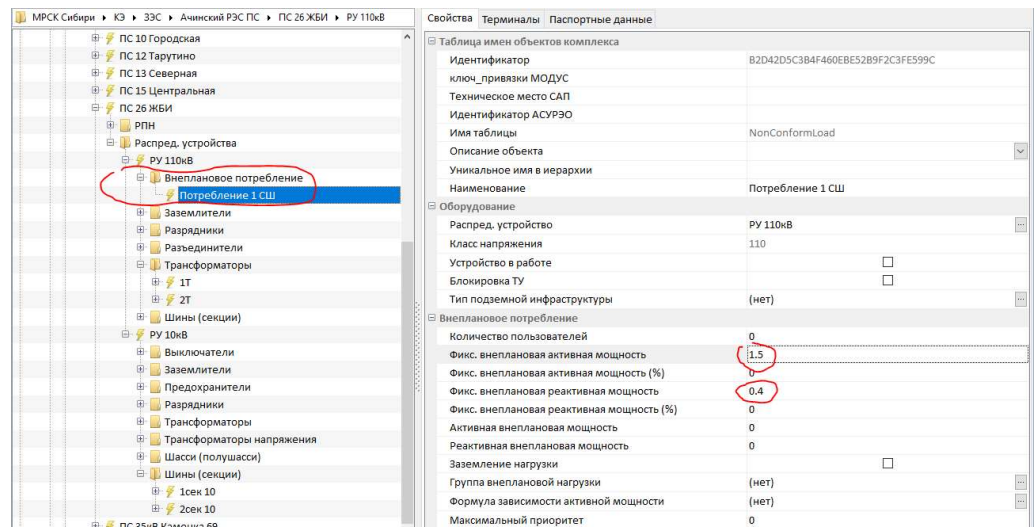 МРСК Сибири ▸ КЭ ▸ ЗЭС ▸ Ачинский РЭС ПС ▸ ПС 26 ЖБИ ▸ РУ 110кВ
ПС 10 Городская
ПС 12 Тарутино
ПС 13 Северная
ПС 15 Центральная
ПС 26 ЖБИ
РПН
Распред. устройства
РУ 110кВ
Внеплановое потребление
Потребление 1 СШ
Заземлители
Разрядники
Разъединители
Трансформаторы
1Т
2Т
Шины (секции)
РУ 10кВ
Выключатели
Заземлители
Предохранители
Разрядники
Трансформаторы
Трансформаторы напряжения
Шасси (полушасси)
Шины (секции)
1сек 10
2сек 10
ПС 35кВ Каменка 69
Свойства Терминалы Паспортные данные
Таблица имен объектов комплекса
Идентификатор B2D42D5C3B4F460EBE52B9F2C3FE599C
ключ_привязки МОДУС
Техническое место САП
Идентификатор АСУРЭО
Имя таблицы NonConformLoad
Описание объекта
Уникальное имя в иерархии
Наименование Потребление 1 СШ
Оборудование
Распред. устройство РУ 110кВ
Класс напряжения 110
Устройство в работе
Блокировка ТУ
Тип подземной инфраструктуры (нет)
Внеплановое потребление
Количество пользователей 0
Фикс. внеплановая активная мощность 1.5
Фикс. внеплановая активная мощность (%) 0
Фикс. внеплановая реактивная мощность 0.4
Фикс. внеплановая реактивная мощность (%) 0
Активная внеплановая мощность 0
Реактивная внеплановая мощность 0
Заземление нагрузки
Группа внеплановой нагрузки (нет)
Формула зависимости активной мощности (нет)
Максимальный приоритет 0